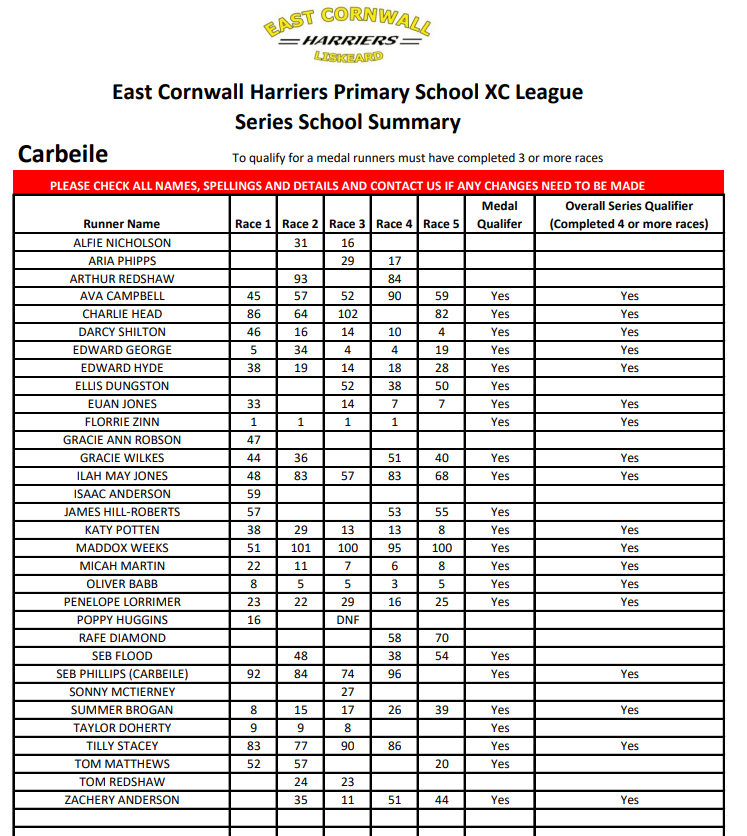 EAST CORNWALL
HARRIERS
LISKEARD
East Cornwall Harriers Primary School XC League
Series School Summary
Carbeile To qualify for a medal runners must have completed 3 or more races
PLEASE CHECK ALL NAMES, SPELLINGS AND DETAILS AND CONTACT US IF ANY CHANGES NEED TO BE MADE
Medal Overall Series Qualifier
Runner Name Race 1 Race 2 Race 3 Race 4 Race 5 Qualifer (Completed 4 or more races)
ALFIE NICHOLSON 31 16
ARIA PHIPPS 29 17
ARTHUR REDSHAW 93 84
AVA CAMPBELL 45 57 52 90 59 Yes Yes
CHARLIE HEAD 86 64 102 82 Yes Yes
DARCY SHILTON 46 16 14 10 4 Yes Yes
EDWARD GEORGE 5 34 4 4 19 Yes Yes
EDWARD HYDE 38 19 14 18 28 Yes Yes
ELLIS DUNGSTON 52 38 50 Yes
EUAN JONES 33 14 7 7 Yes Yes
FLORRIE ZINN 1 1 1 1 Yes Yes
GRACIE ANN ROBSON 47
GRACIE WILKES 44 36 51 40 Yes Yes
ILAH MAY JONES 48 83 57 83 68 Yes Yes
ISAAC ANDERSON 59
JAMES HILL-ROBERTS 57 53 55 Yes
KATY POTTEN 38 29 13 13 8 Yes Yes
MADDOX WEEKS 51 101 100 95 100 Yes Yes
MICAH MARTIN 22 11 7 6 8 Yes Yes
OLIVER BABB 8 5 5 3 5 Yes Yes
PENELOPE LORRIMER 23 22 29 16 25 Yes Yes
POPPY HUGGINS 16 DNF
RAFE DIAMOND 58 70
SEB FLOOD 48 38 54 Yes
SEB PHILLIPS (CARBEILE) 92 84 74 96 Yes Yes
SONNY MCTIERNEY 27
SUMMER BROGAN 8 15 17 26 39 Yes Yes
TAYLOR DOHERTY 9 9 8 Yes
TILLY STACEY 83 77 90 86 Yes Yes
TOM MATTHEWS 52 57 20 Yes
TOM REDSHAW 24 23
ZACHERY ANDERSON 35 11 51 44 Yes Yes